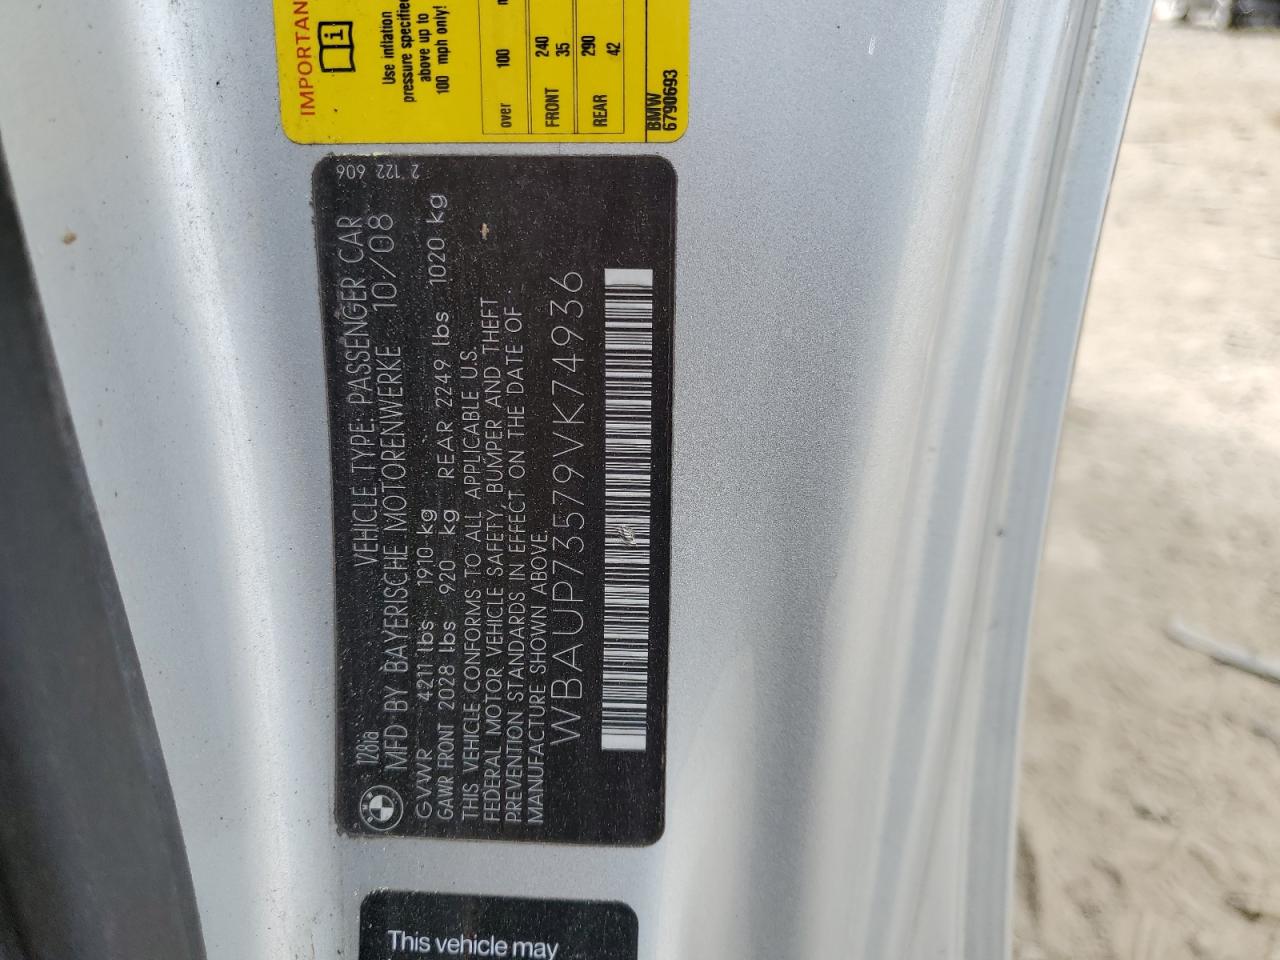 IMPORTAN
Use inflation
pressure specified
above up to
100 mph only!
over 100
FRONT 240
35
REAR 290
42
BMW
6790693
2 122 606
128ia VEHICLE TYPE: PASSENGER CAR
MFD BY BAYERISCHE MOTORENWERKE 10/08
GVWR 4211 lbs 1910 kg
GAWR FRONT 2028 lbs 920 kg REAR 2249 lbs 1020 kg
THIS VEHICLE CONFORMS TO ALL APPLICABLE U.S.
FEDERAL MOTOR VEHICLE SAFETY, BUMPER AND THEFT
PREVENTION STANDARDS IN EFFECT ON THE DATE OF
MANUFACTURE SHOWN ABOVE.
WBAUP73579VK74936
This vehicle may